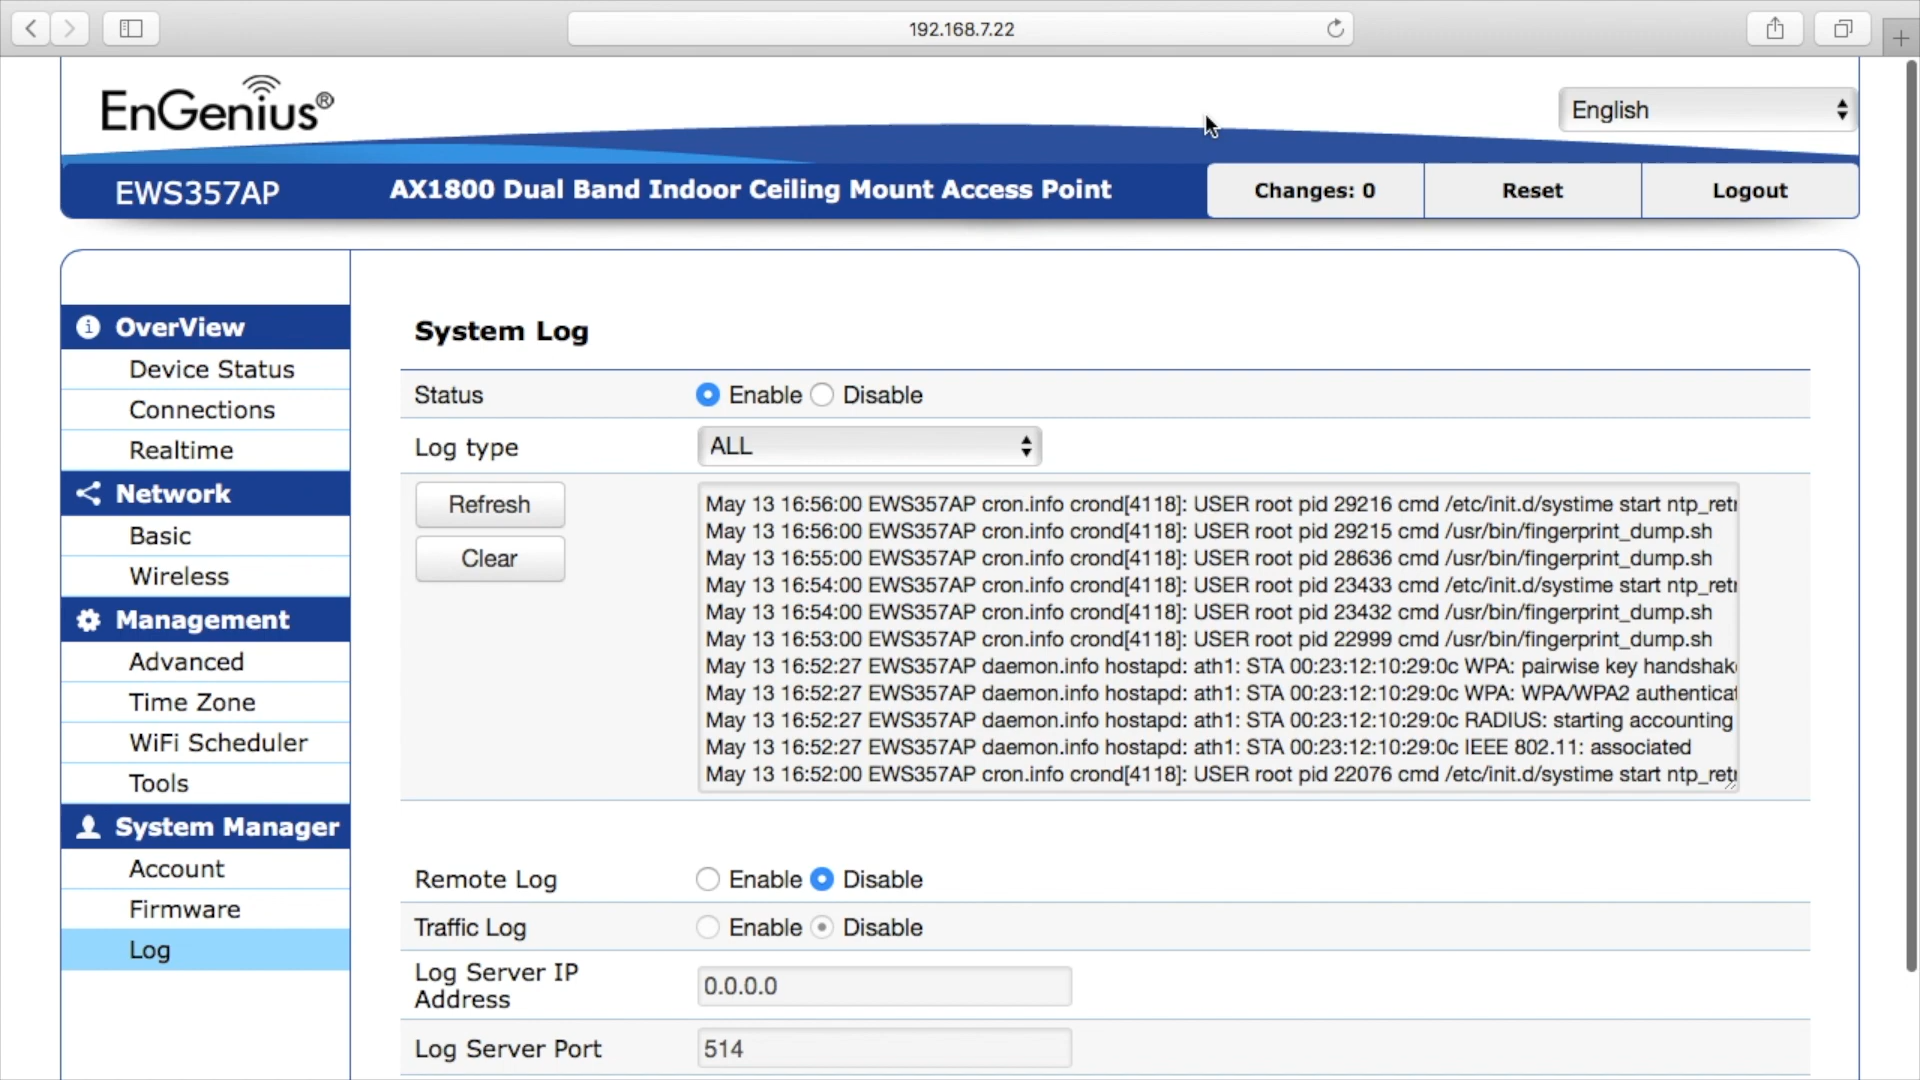 192.168.7.22
EnGenius®
English
EWS357AP
AX1800 Dual Band Indoor Ceiling Mount Access Point
Changes: 0
Reset
Logout
OverView
Device Status
Connections
Realtime
Network
Basic
Wireless
Management
Advanced
Time Zone
WiFi Scheduler
Tools
System Manager
Account
Firmware
Log
System Log
Status
Enable
Disable
Log type
ALL
Refresh
Clear
May 13 16:56:00 EWS357AP cron.info crond[4118]: USER root pid 29216 cmd /etc/init.d/systime start ntp_retr
May 13 16:56:00 EWS357AP cron.info crond[4118]: USER root pid 29215 cmd /usr/bin/fingerprint_dump.sh
May 13 16:55:00 EWS357AP cron.info crond[4118]: USER root pid 28636 cmd /usr/bin/fingerprint_dump.sh
May 13 16:54:00 EWS357AP cron.info crond[4118]: USER root pid 23433 cmd /etc/init.d/systime start ntp_retr
May 13 16:54:00 EWS357AP cron.info crond[4118]: USER root pid 23432 cmd /usr/bin/fingerprint_dump.sh
May 13 16:53:00 EWS357AP cron.info crond[4118]: USER root pid 22999 cmd /usr/bin/fingerprint_dump.sh
May 13 16:52:27 EWS357AP daemon.info hostapd: ath1: STA 00:23:12:10:29:0c WPA: pairwise key handshak
May 13 16:52:27 EWS357AP daemon.info hostapd: ath1: STA 00:23:12:10:29:0c WPA: WPA/WPA2 authenticat
May 13 16:52:27 EWS357AP daemon.info hostapd: ath1: STA 00:23:12:10:29:0c RADIUS: starting accounting
May 13 16:52:27 EWS357AP daemon.info hostapd: ath1: STA 00:23:12:10:29:0c IEEE 802.11: associated
May 13 16:52:00 EWS357AP cron.info crond[4118]: USER root pid 22076 cmd /etc/init.d/systime start ntp_retr
Remote Log
Enable
Disable
Traffic Log
Enable
Disable
Log Server IP
Address
0.0.0.0
Log Server Port
514